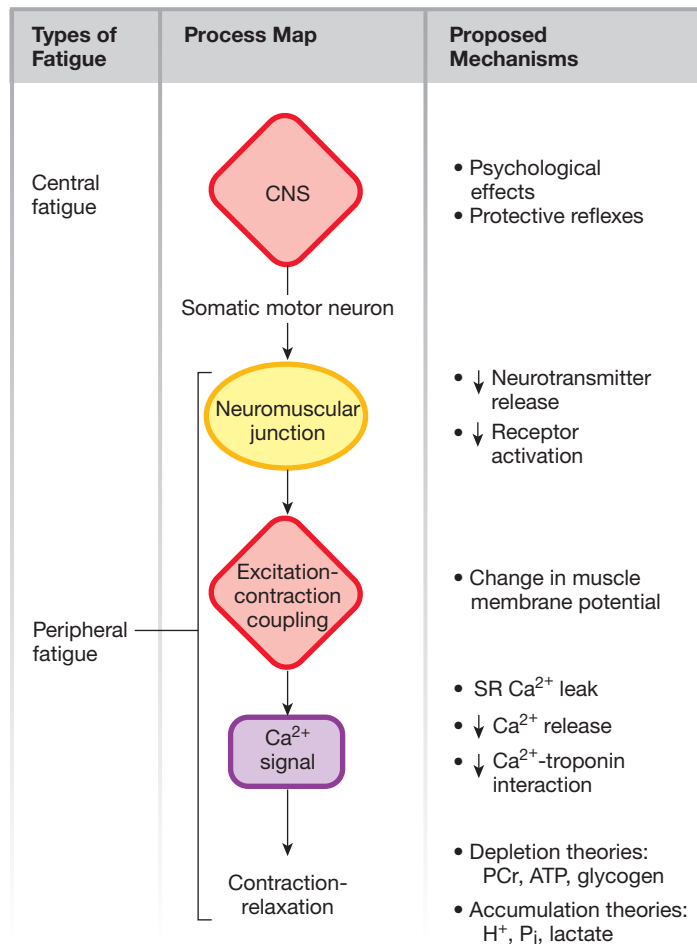 Types of
Fatigue
Process Map
Proposed
Mechanisms
Central
fatigue
CNS
• Psychological
effects
• Protective reflexes
Somatic motor neuron
Neuromuscular
junction
• ↓ Neurotransmitter
release
• ↓ Receptor
activation
Peripheral
fatigue
Excitation-
contraction
coupling
• Change in muscle
membrane potential
Ca²⁺
signal
• SR Ca²⁺ leak
• ↓ Ca²⁺ release
• ↓ Ca²⁺-troponin
interaction
Contraction-
relaxation
• Depletion theories:
PCr, ATP, glycogen
• Accumulation theories:
H⁺, Pᵢ, lactate